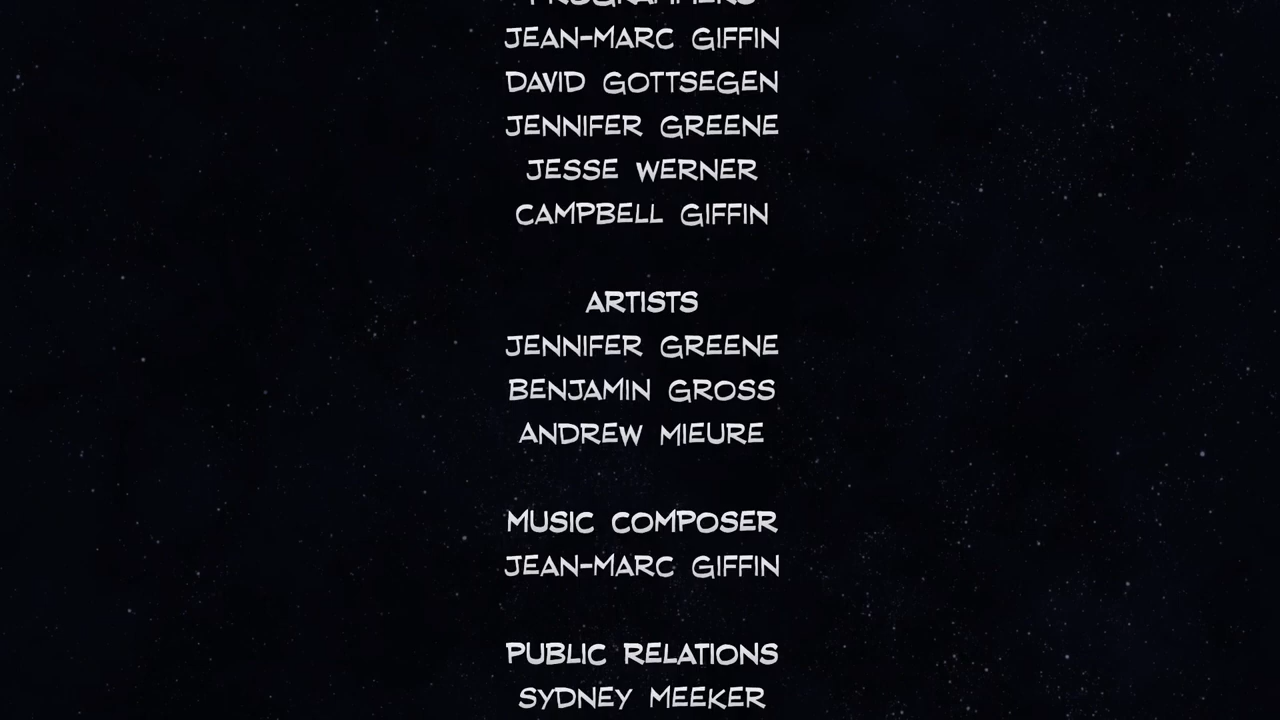 PROGRAMMERS
JEAN-MARC GIFFIN
DAVID GOTTSEGEN
JENNIFER GREENE
JESSE WERNER
CAMPBELL GIFFIN
ARTISTS
JENNIFER GREENE
BENJAMIN GROSS
ANDREW MIEURE
MUSIC COMPOSER
JEAN-MARC GIFFIN
PUBLIC RELATIONS
SYDNEY MEEKER